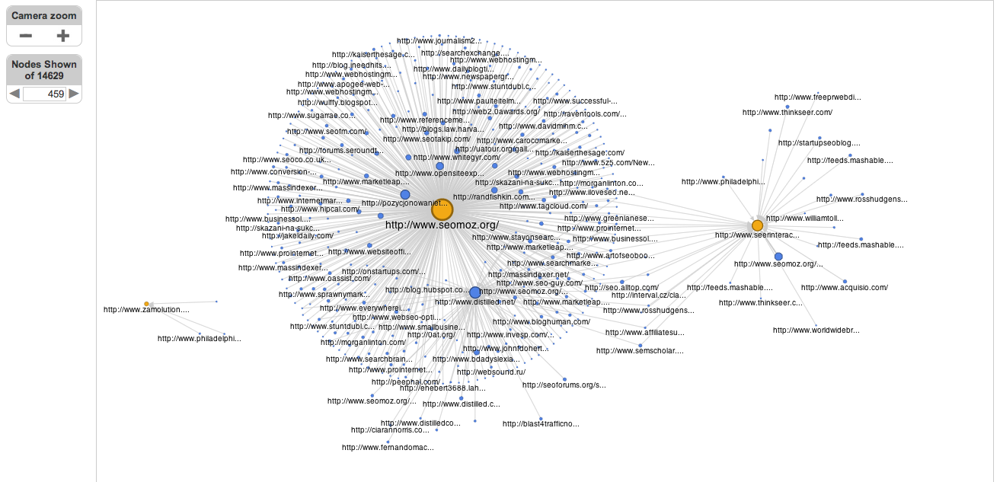 Camera zoom
Nodes Shown
of 14629
459
http://www.journalism2...
http://kaiserthesage.c...
http://searchexchange....
http://www.webhostingm...
http://blog.ineedhits...
http://www.dailyblogti...
http://www.webhostingm...
http://www.newspapergr...
http://www.apogee-web-...
http://www.stuntdubl.c...
http://www.webhostingm...
http://wulffy.blogspot...
http://www.successful-...
http://web2.0awards.org/
http://raventools.com/...
http://www.sugarrae.co...
http://www.referenceme...
http://www.davidmihm.c...
http://blogs.law.harva...
http://www.seofm.com/
http://www.seotakip.com/
http://www.carocomarke...
http://forums.seroundt...
http://uatour.org/gail...
http://kaiserthesage.com/
http://www.seoco.co.uk...
http://www.whitegyr.com/
http://www.525.com/New...
http://www.conversion-...
http://www.opensiteexp...
http://www.webhostingm...
http://www.marketleap....
http://skazani-na-sukc...
http://morganlinton.co...
http://www.massindexer...
http://www.iloveseo.ne...
http://randfishkin.com...
http://www.internetmar...
http://pozycjonowaniet...
http://www.hipcal.com/
http://www.tagcloud.com/
http://www.businessol...
http://www.greenlanese...
http://www.seomoz.org/
http://skazani-na-sukc...
http://www.prointernet...
http://jakeldaily.com/
http://www.stayonsearc...
http://www.businessol...
http://www.marketleap....
http://www.prointernet...
http://www.websiteoffi...
http://www.artofseoboo...
http://www.searchmarke...
http://www.massindexer...
http://onstartups.com/...
http://massindexer.net/
http://www.oassist.com/
http://www.seo-guy.com/
http://seo.alltop.com/
http://blog.hubspot.co...
http://www.seomoz.org/...
http://www.sprawnymark...
http://interval.cz/cla...
http://www.distilled.net/
http://www.marketleap....
http://www.everywherei...
http://www.rosshudgens...
http://www.webseo-opti...
http://www.bloghuman.com/
http://www.stuntdubl.c...
http://www.smallbusine...
http://www.affiliatesu...
http://0at.org/
http://www.invesp.com/...
http://morganlinton.com/
http://www.johnfdohert...
http://www.semscholar....
http://www.searchbrain...
http://www.bdadyslexia...
http://www.prointernet...
http://websound.ru/
http://peephal.com/
http://ehebert3688.lah...
http://seoforums.org/s...
http://www.seomoz.org/...
http://www.distilled.c...
http://www.distilledco...
http://blast4trafficno...
http://ciarannorris.co...
http://www.fernandomac...
http://www.zamolution....
http://www.philadelphi...
http://www.freeprwebdi...
http://www.thinkseer.com/
http://startupseoblog....
http://feeds.mashable....
http://www.philadelphi...
http://www.rosshudgens...
http://www.williamtoll...
http://www.seerinterac...
http://feeds.mashable....
http://www.seomoz.org/...
http://feeds.mashable....
http://www.acquisio.com/
http://www.thinkseer.c...
http://www.worldwidebr...